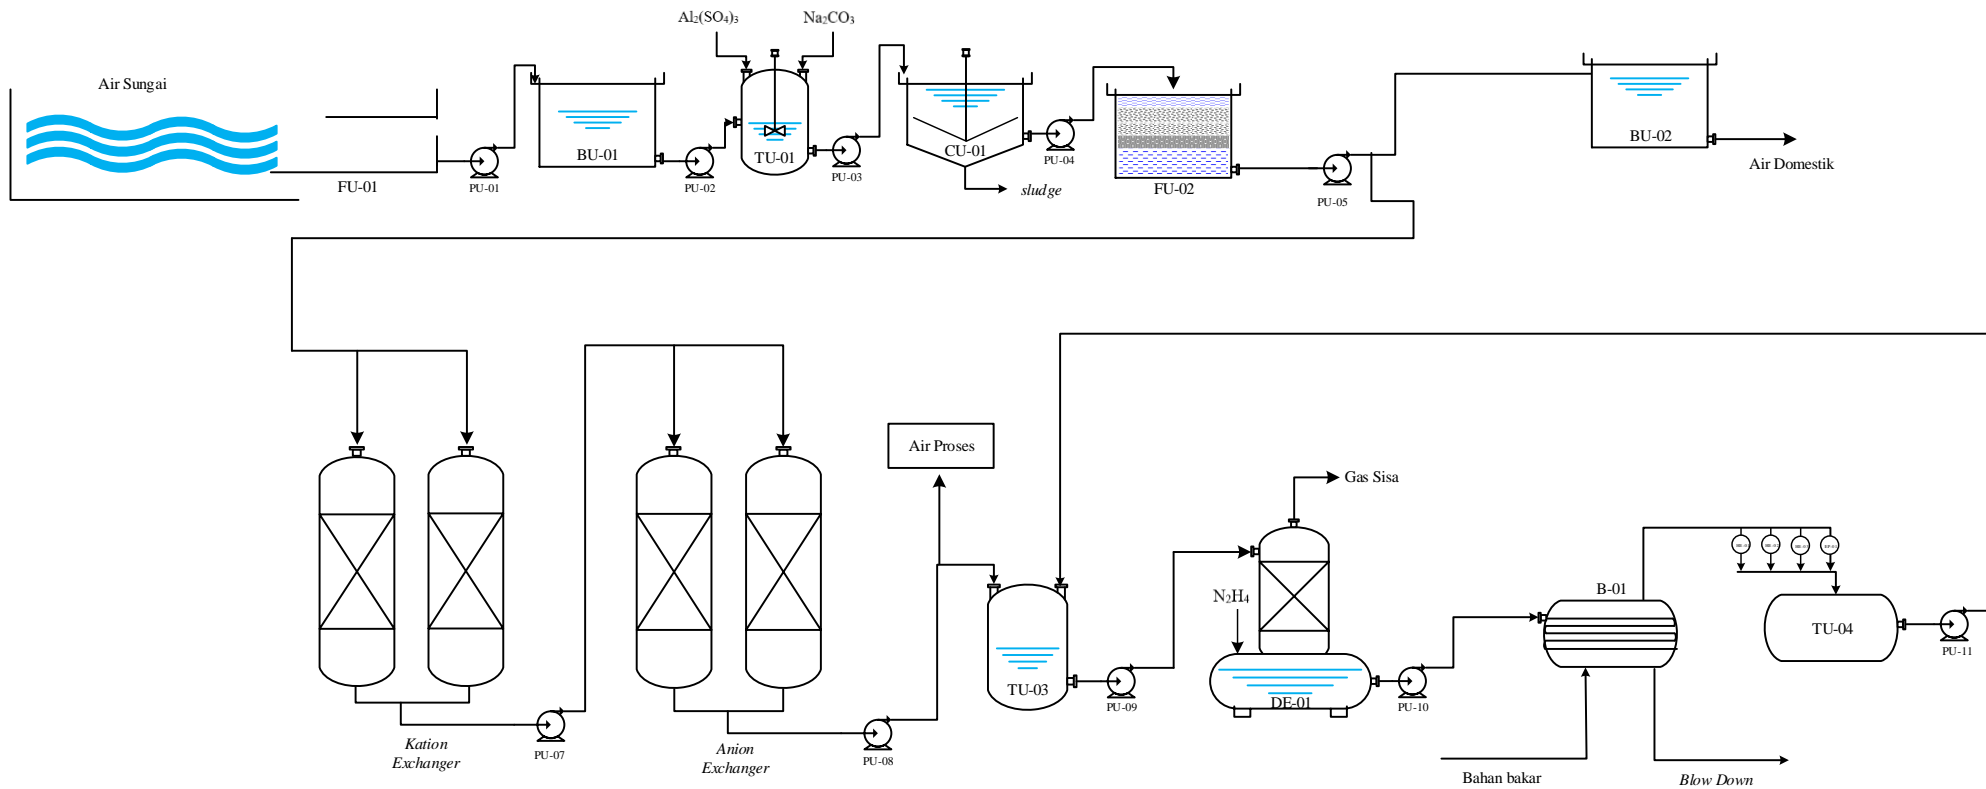 Al₂(SO₄)₃
Na₂CO₃
Air Sungai
BU-01
TU-01
CU-01
BU-02
FU-01
PU-01
PU-02
PU-03
PU-04
sludge
FU-02
PU-05
Air Domestik
Air Proses
Gas Sisa
N₂H₄
B-01
TU-03
DE-01
TU-04
PU-09
PU-10
PU-11
Kation
Exchanger
PU-07
Anion
Exchanger
PU-08
Bahan bakar
Blow Down